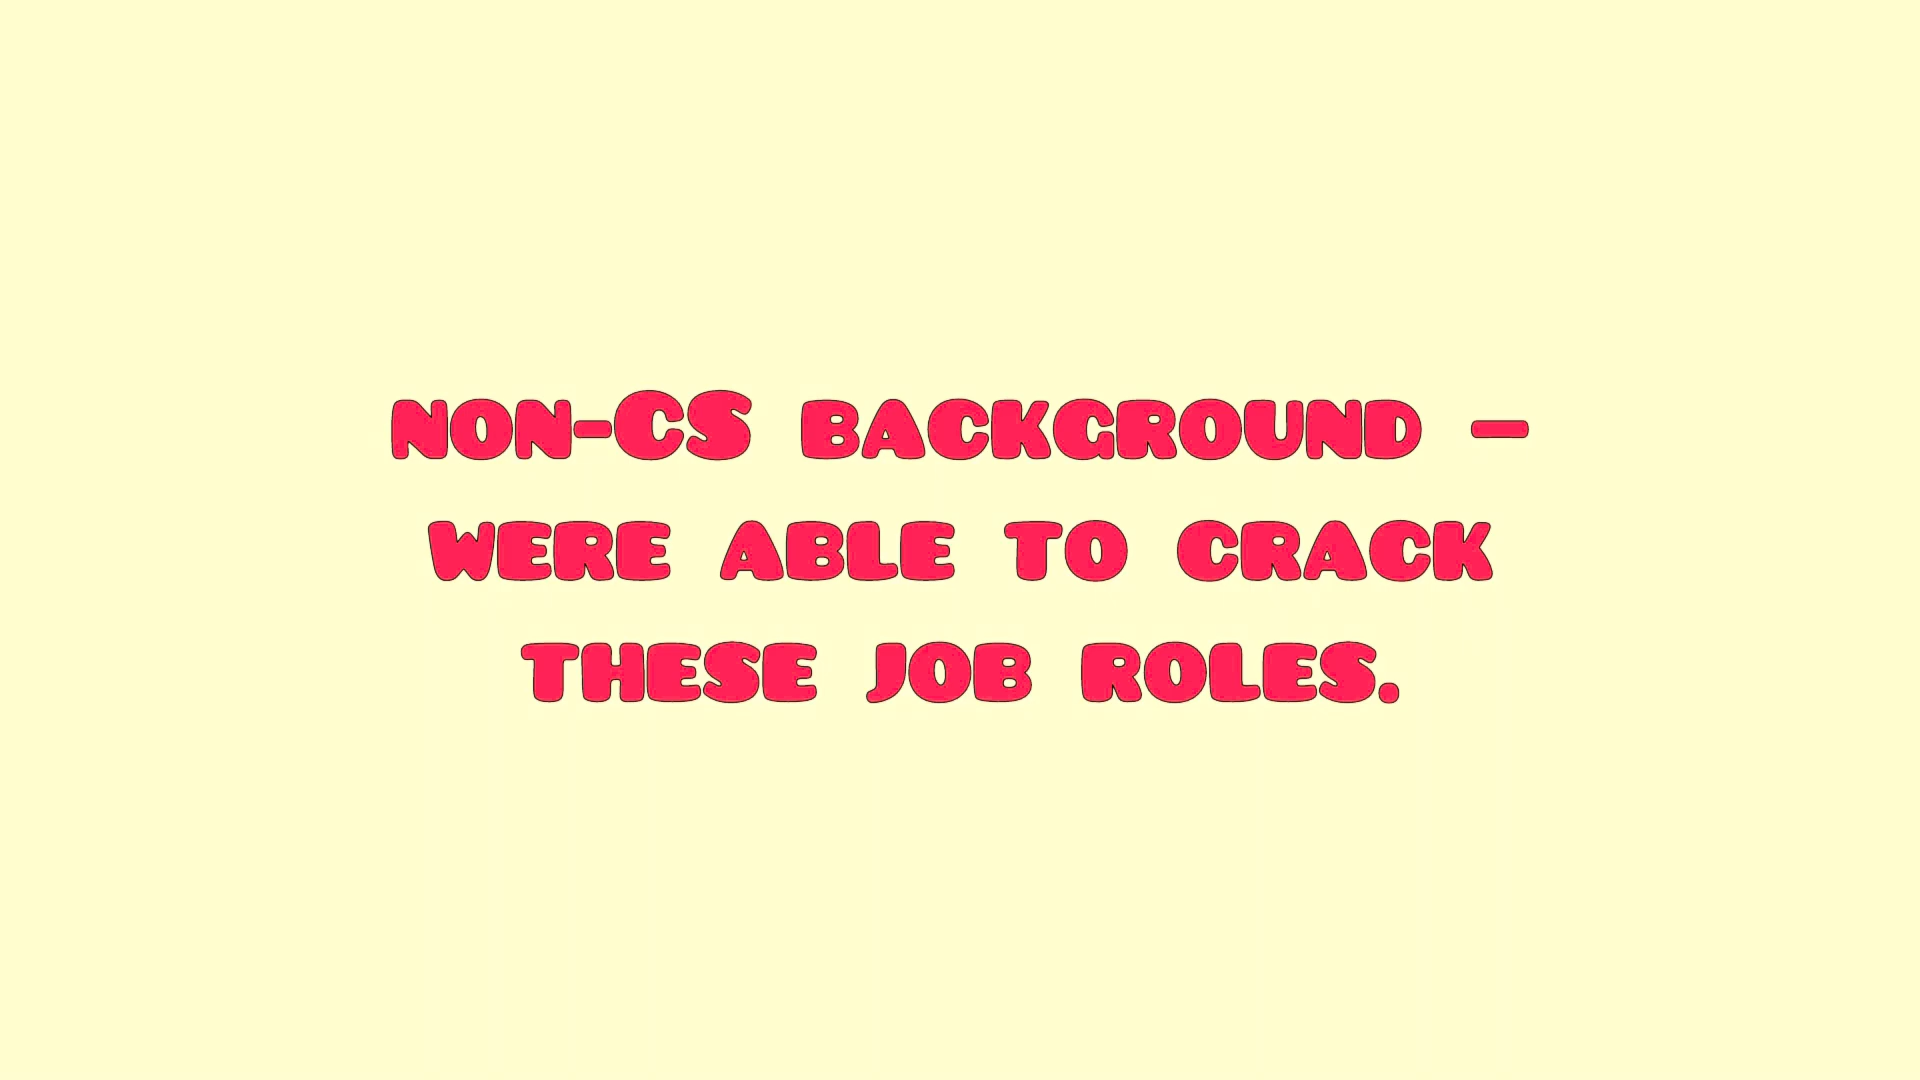 NON-CS BACKGROUND –
WERE ABLE TO CRACK
THESE JOB ROLES.